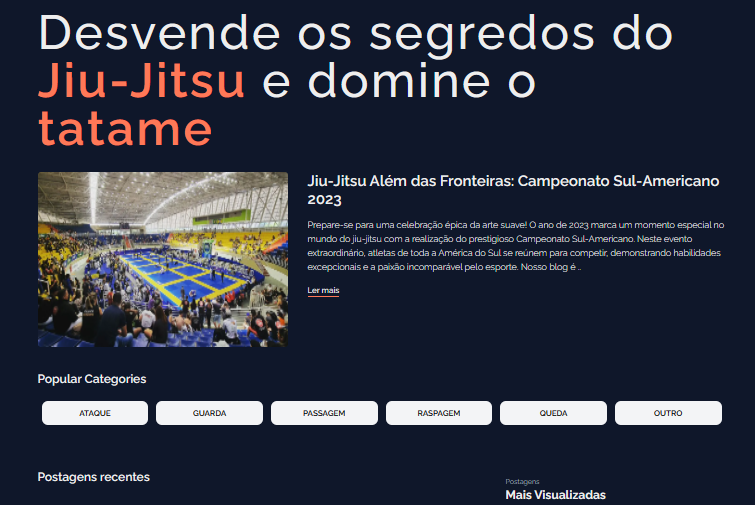 Desvende os segredos do
Jiu-Jitsu e domine o
tatame
Jiu-Jitsu Além das Fronteiras: Campeonato Sul-Americano
2023
Prepare-se para uma celebração épica da arte suave! O ano de 2023 marca um momento especial no
mundo do jiu-jitsu com a realização do prestigioso Campeonato Sul-Americano. Neste evento
extraordinário, atletas de toda a América do Sul se reúnem para competir, demonstrando habilidades
excepcionais e a paixão incomparável pelo esporte. Nosso blog é ..
Ler mais
Popular Categories
ATAQUE
GUARDA
PASSAGEM
RASPAGEM
QUEDA
OUTRO
Postagens recentes
Postagens
Mais Visualizadas